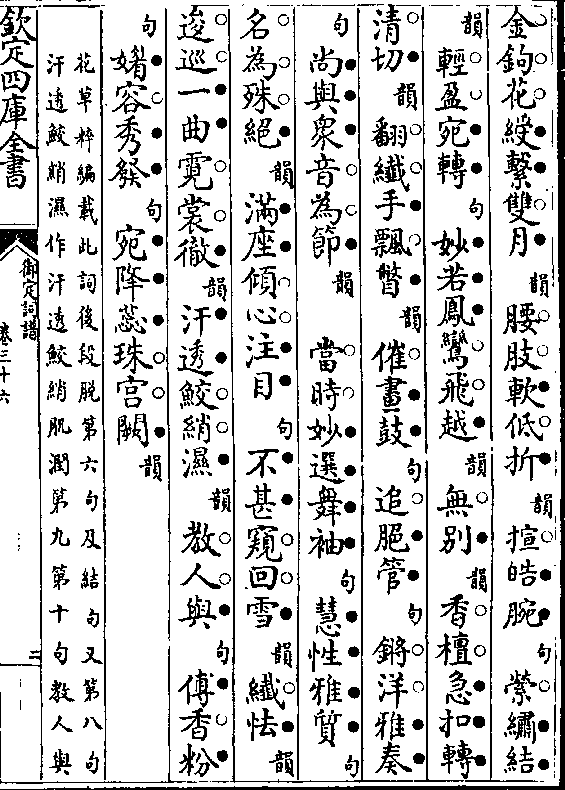 金鉤花綬繫雙月韻腰肢軟低折韻揎皓腕句縈繡結
韻輕盈宛轉句妙若鳳鸞飛越韻無別韻香檀急扣轉
清切韻翻纎手飄瞥韻催畫鼓句追脆管句鏘洋雅奏
句尚與衆音為節韻當時妙選舞袖句慧性雅質句
名為殊絕韻滿座傾心注目句不甚窺回雪韻纎怯韻
逡巡一曲霓裳徹韻汗透鮫綃濕韻教人與句傅香粉
句媚容秀發句宛降蕊珠宫闕韻
花草粹編載此詞後段脫第六句及結句又第八句
汗透鮫綃濕作汗透鮫綃肌潤第九第十句教人與
欽定四庫全書
御定詞譜
卷三十六
二